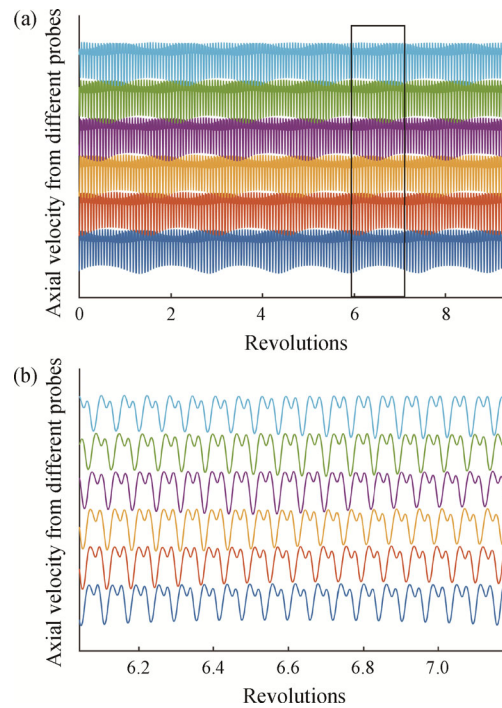 (a)
Axial velocity from different probes
0 2 4 6 8
Revolutions
(b)
Axial velocity from different probes
6.2 6.4 6.6 6.8 7.0
Revolutions